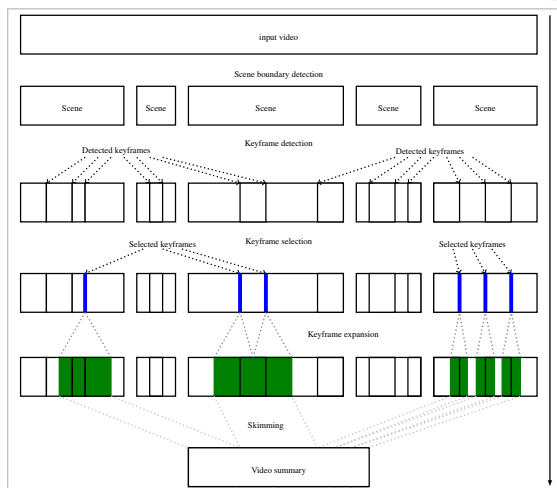 input video
Scene boundary detection
Scene Scene Scene Scene Scene
Keyframe detection
Detected keyframes Detected keyframes
Keyframe selection
Selected keyframes Selected keyframes
Keyframe expansion
Skimming
Video summary